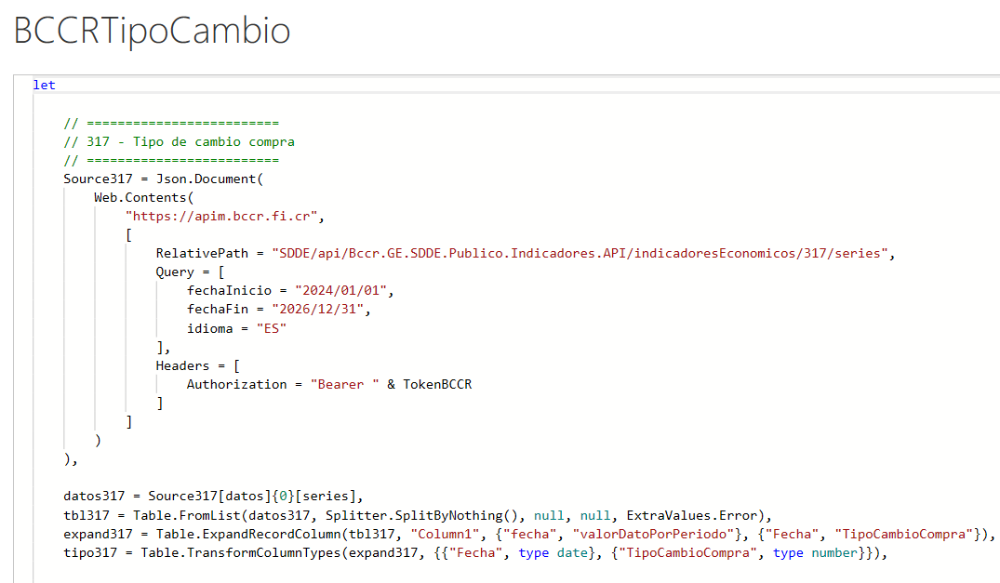 BCCRTipoCambio
let
// =========================
// 317 - Tipo de cambio compra
// =========================
Source317 = Json.Document(
Web.Contents(
"https://apim.bccr.fi.cr",
[
RelativePath = "SDDE/api/Bccr.GE.SDDE.Publico.Indicadores.API/indicadoresEconomicos/317/series",
Query = [
fechaInicio = "2024/01/01",
fechaFin = "2026/12/31",
idioma = "ES"
],
Headers = [
Authorization = "Bearer " & TokenBCCR
]
]
)
),
datos317 = Source317[datos]{0}[series],
tbl317 = Table.FromList(datos317, Splitter.SplitByNothing(), null, null, ExtraValues.Error),
expand317 = Table.ExpandRecordColumn(tbl317, "Column1", {"fecha", "valorDatoPorPeriodo"}, {"Fecha", "TipoCambioCompra"}),
tipo317 = Table.TransformColumnTypes(expand317, {{"Fecha", type date}, {"TipoCambioCompra", type number}}),